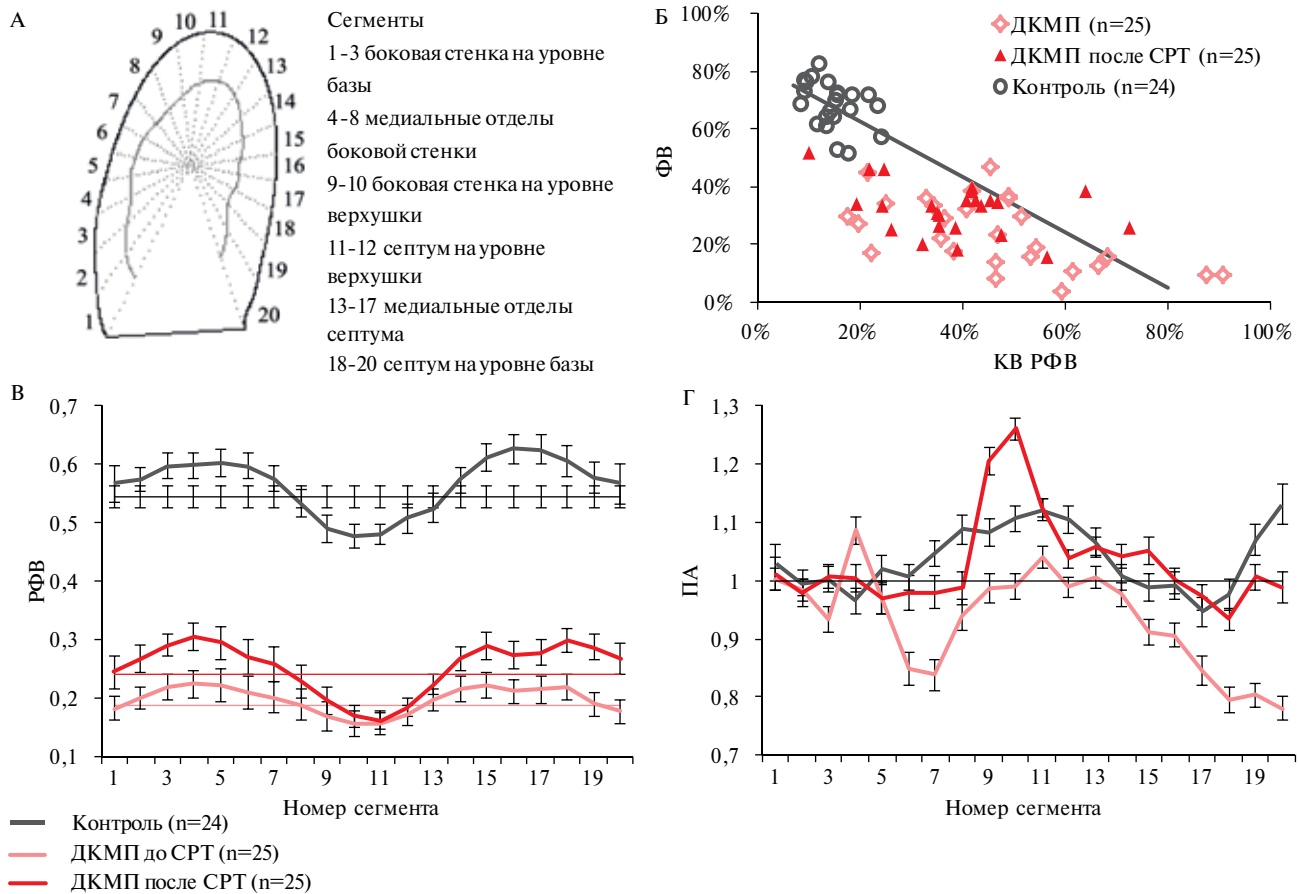 А
1
2
3
4
5
6
7
8
9
10
11
12
13
14
15
16
17
18
19
20
Сегменты
1-3 боковая стенка на уровне
базы
4-8 медиальные отделы
боковой стенки
9-10 боковая стенка на уровне
верхушки
11-12 септум на уровне
верхушки
13-17 медиальные отделы
септума
18-20 септум на уровне базы
Б
ДКМП (n=25)
ДКМП после СРТ (n=25)
Контроль (n=24)
ФВ
80%
60%
40%
20%
0%
0% 20% 40% 60% 80% 100%
КВ РФВ
В
РФВ
0,7
0,6
0,5
0,4
0,3
0,2
0,1
1 3 5 7 9 11 13 15 17 19
Номер сегмента
Контроль (n=24)
ДКМП до СРТ (n=25)
ДКМП после СРТ (n=25)
Г
ПА
1,3
1,2
1,1
1
0,9
0,8
0,7
1 3 5 7 9 11 13 15 17 19
Номер сегмента